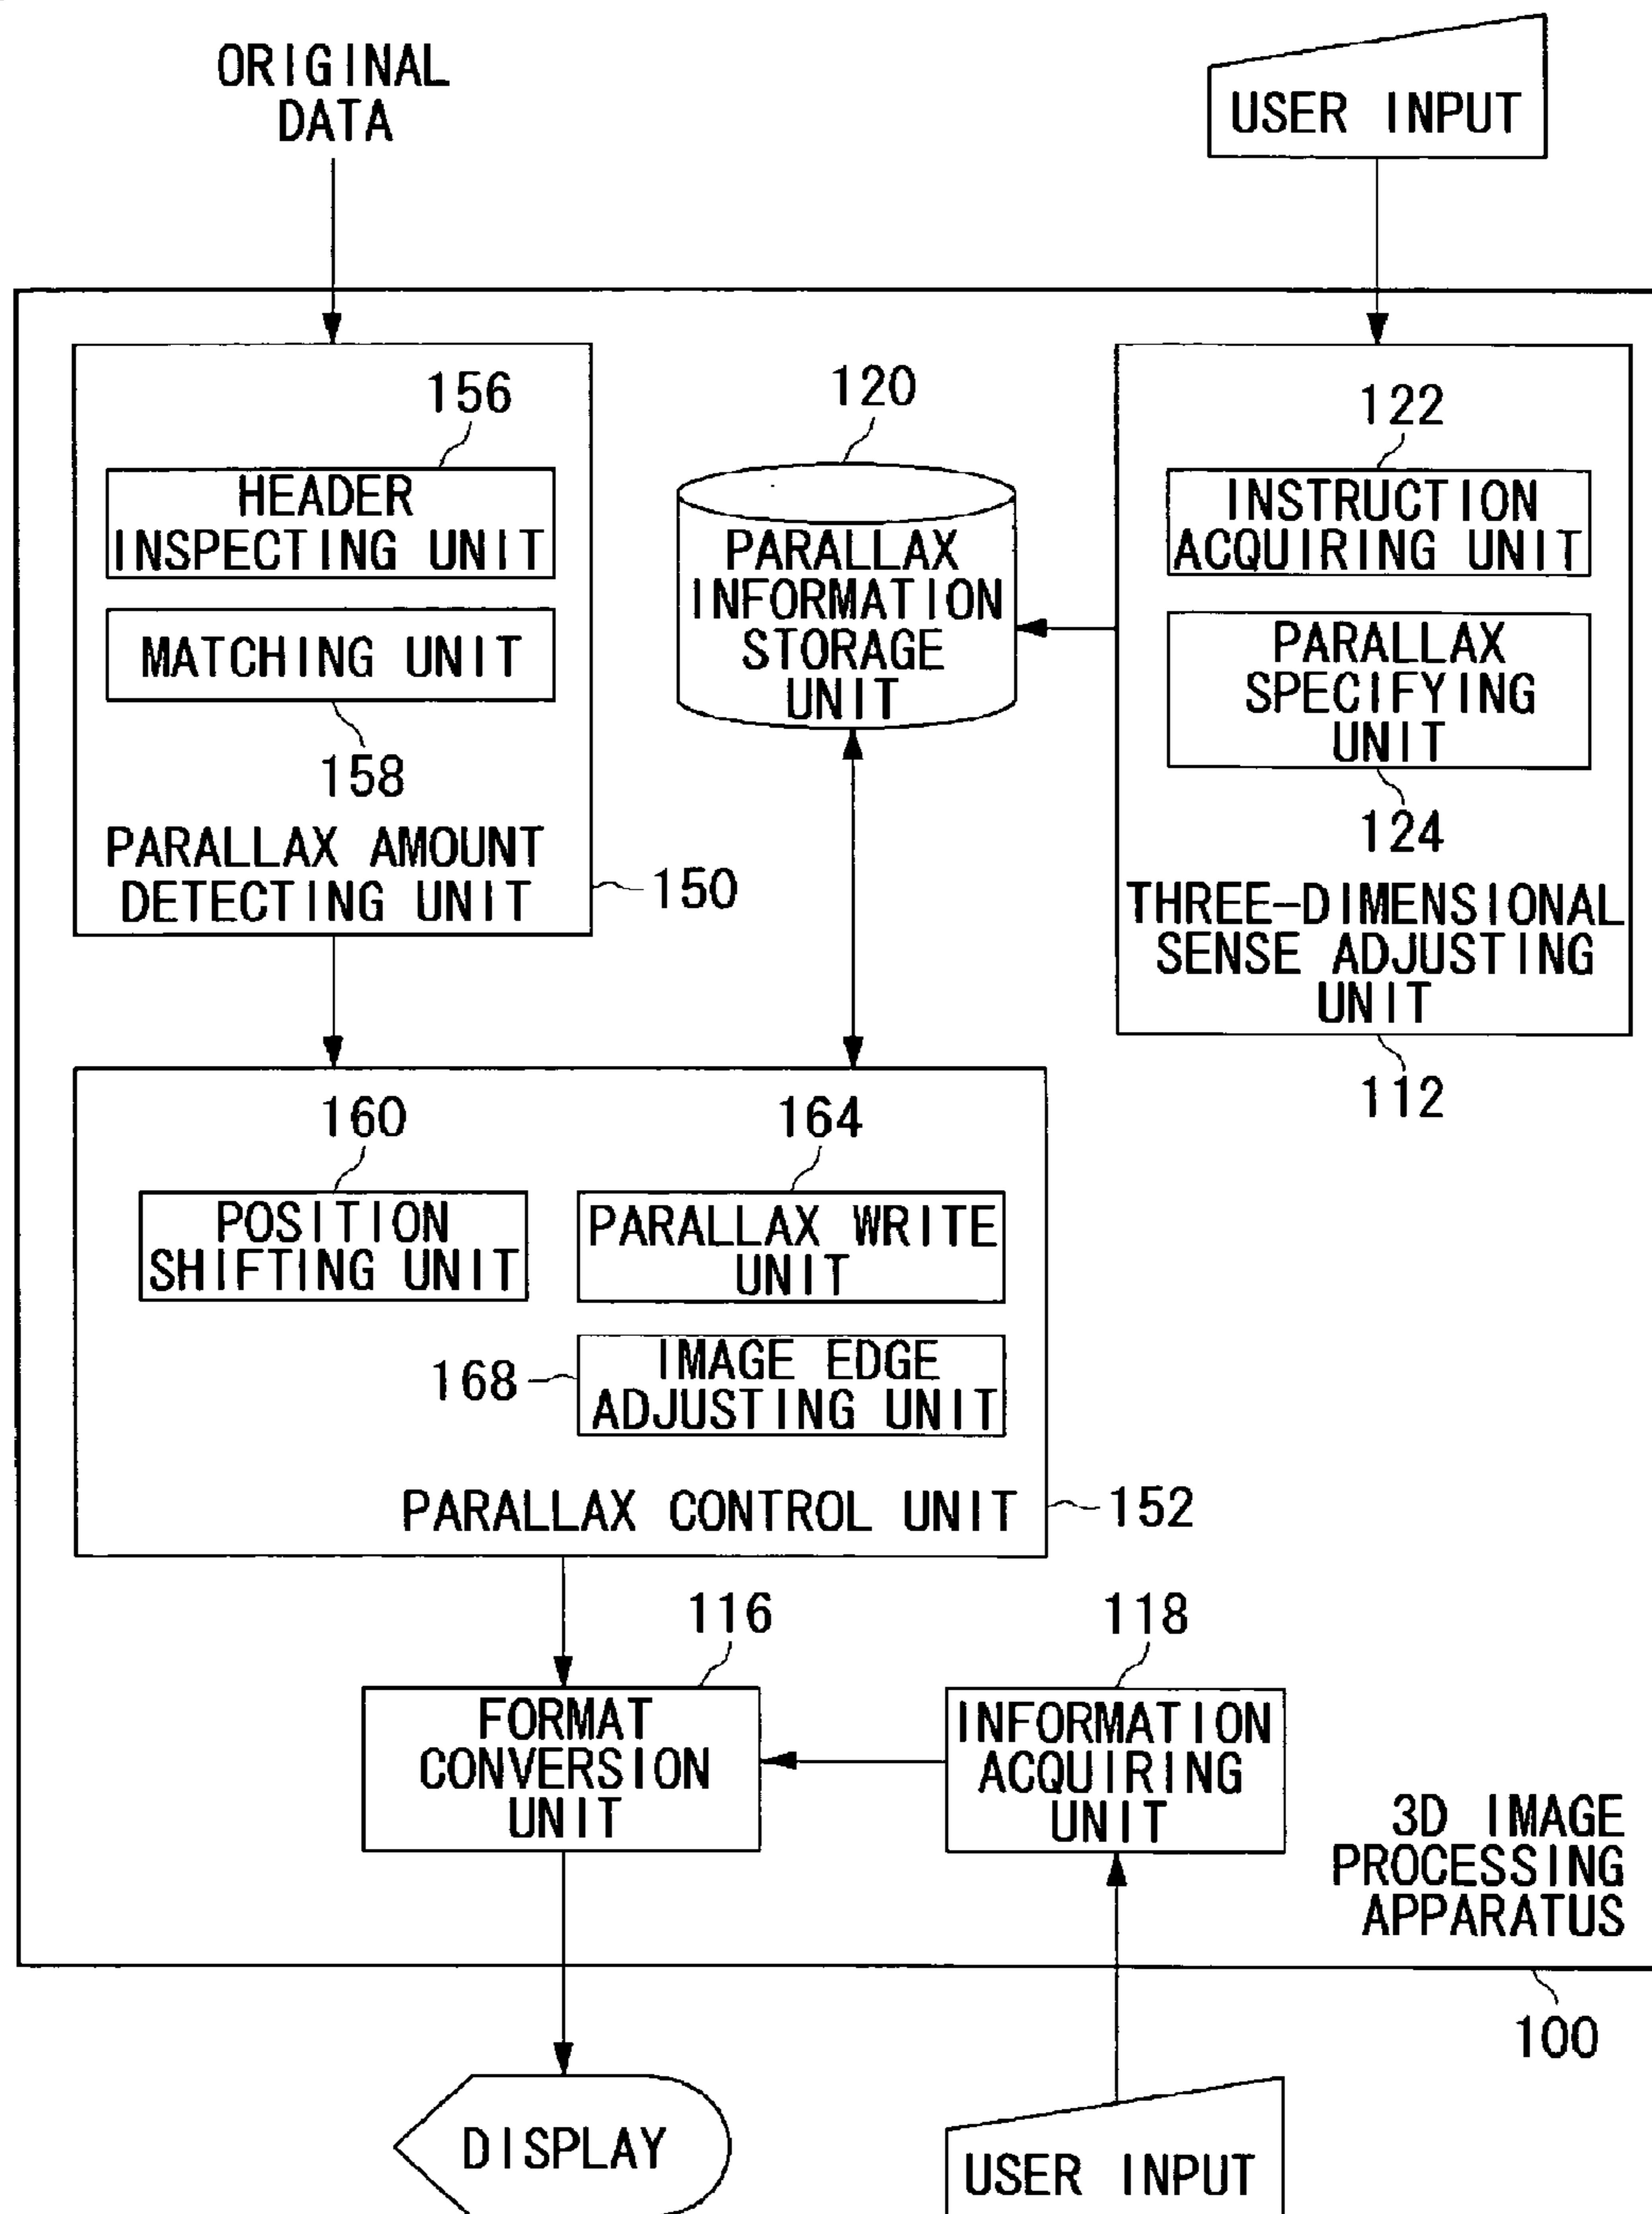 ORIGINAL
DATA
USER INPUT
156
HEADER
INSPECTING UNIT
MATCHING UNIT
158
PARALLAX AMOUNT
DETECTING UNIT
150
120
PARALLAX
INFORMATION
STORAGE
UNIT
122
INSTRUCTION
ACQUIRING UNIT
PARALLAX
SPECIFYING
UNIT
124
THREE-DIMENSIONAL
SENSE ADJUSTING
UNIT
112
160
POSITION
SHIFTING UNIT
164
PARALLAX WRITE
UNIT
168
IMAGE EDGE
ADJUSTING UNIT
PARALLAX CONTROL UNIT
152
116
FORMAT
CONVERSION
UNIT
118
INFORMATION
ACQUIRING
UNIT
3D IMAGE
PROCESSING
APPARATUS
100
DISPLAY
USER INPUT